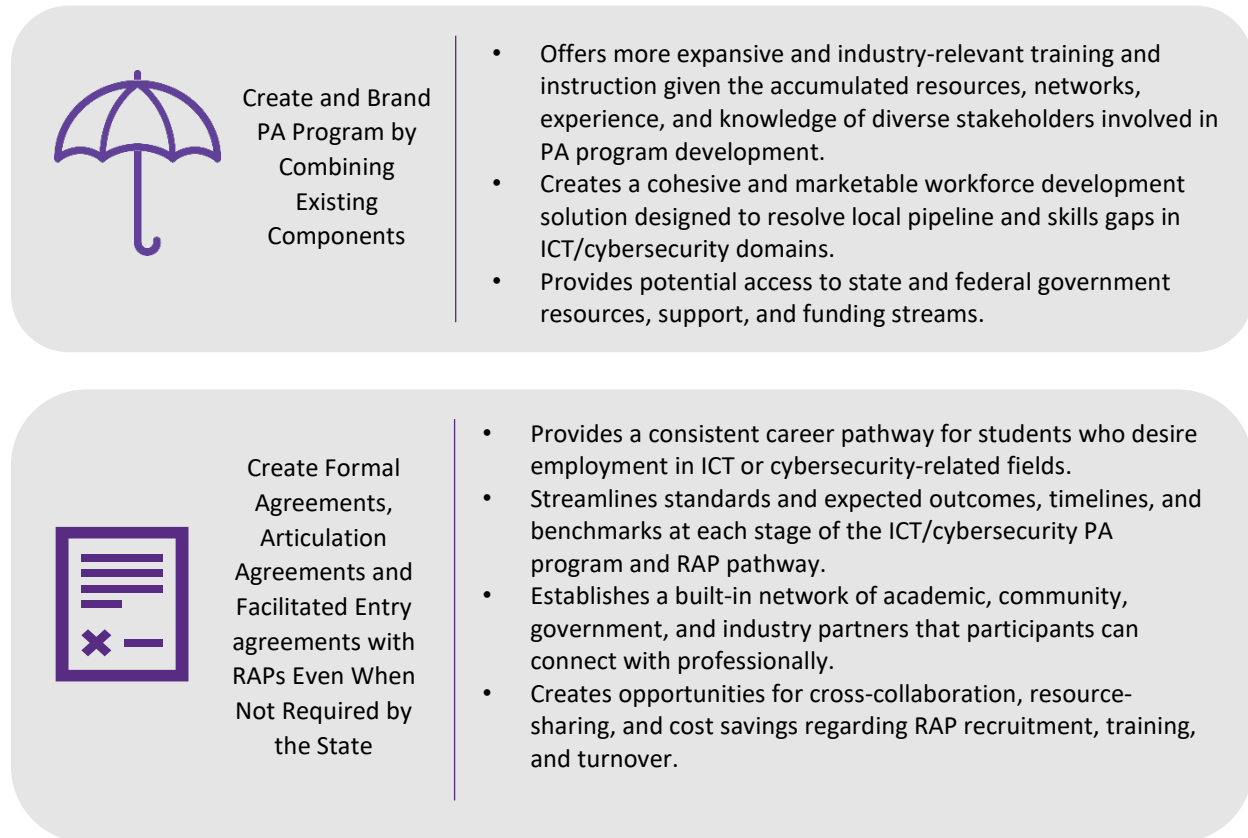 Create and Brand
PA Program by
Combining
Existing
Components
• Offers more expansive and industry-relevant training and
instruction given the accumulated resources, networks,
experience, and knowledge of diverse stakeholders involved in
PA program development.
• Creates a cohesive and marketable workforce development
solution designed to resolve local pipeline and skills gaps in
ICT/cybersecurity domains.
• Provides potential access to state and federal government
resources, support, and funding streams.
Create Formal
Agreements,
Articulation
Agreements and
Facilitated Entry
agreements with
RAPs Even When
Not Required by
the State
• Provides a consistent career pathway for students who desire
employment in ICT or cybersecurity-related fields.
• Streamlines standards and expected outcomes, timelines, and
benchmarks at each stage of the ICT/cybersecurity PA
program and RAP pathway.
• Establishes a built-in network of academic, community,
government, and industry partners that participants can
connect with professionally.
• Creates opportunities for cross-collaboration, resource-
sharing, and cost savings regarding RAP recruitment, training,
and turnover.